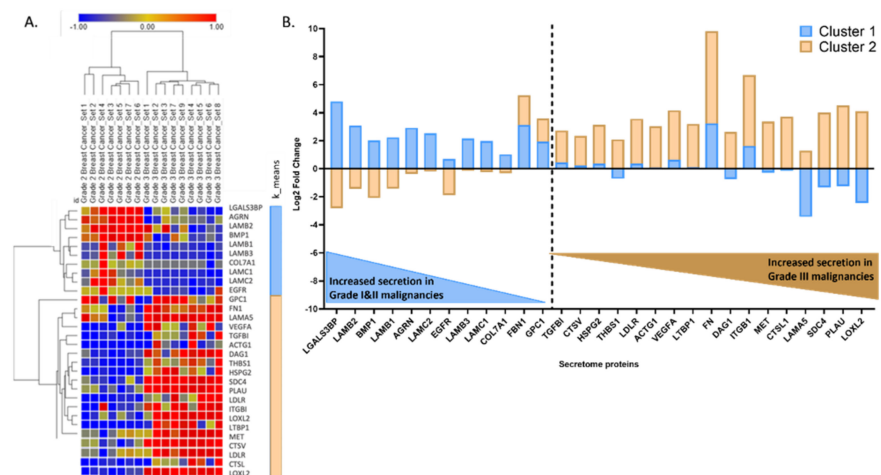 A.
-1.00 0.00 1.00
Grade 2 Breast Cancer_Set 1
Grade 2 Breast Cancer_Set 2
Grade 2 Breast Cancer_Set 4
Grade 2 Breast Cancer_Set 3
Grade 2 Breast Cancer_Set 5
Grade 2 Breast Cancer_Set 7
Grade 2 Breast Cancer_Set 6
Grade 3 Breast Cancer_Set 1
Grade 3 Breast Cancer_Set 2
Grade 3 Breast Cancer_Set 3
Grade 3 Breast Cancer_Set 7
Grade 3 Breast Cancer_Set 9
Grade 3 Breast Cancer_Set 4
Grade 3 Breast Cancer_Set 5
Grade 3 Breast Cancer_Set 6
Grade 3 Breast Cancer_Set 8
id
k_means
LGALS3BP
AGRN
LAMB2
BMP1
LAMB1
LAMB3
COL7A1
LAMC1
LAMC2
EGFR
GPC1
FN1
LAMA5
VEGFA
TGFBI
ACTG1
DAG1
THBS1
HSPG2
SDC4
PLAU
LDLR
ITGBI
LOXL2
LTBP1
MET
CTSV
LDLR
CTSL
LOXL2
B.
Cluster 1
Cluster 2
Log2 Fold Change
10
8
6
4
2
0
-2
-4
-6
-8
-10
Increased secretion in
Grade I&II malignancies
Increased secretion in
Grade III malignancies
LGALS3BP
LAMB2
BMP1
LAMB1
AGRN
LAMC2
EGFR
LAMB3
LAMC1
COL7A1
FBN1
GPC1
TGFBI
CTSV
HSPG2
THBS1
LDLR
ACTG1
VEGFA
LTBP1
FN
DAG1
ITGB1
MET
CTSL1
LAMA5
SDC4
PLAU
LOXL2
Secretome proteins